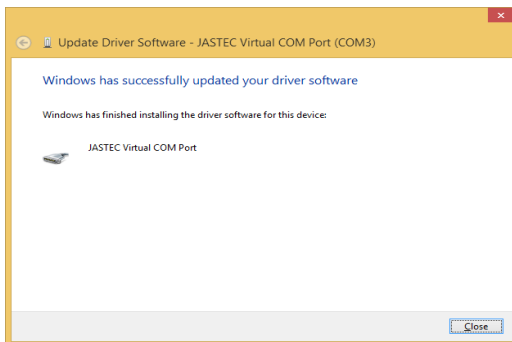 Update Driver Software - JASTEC Virtual COM Port (COM3)
Windows has successfully updated your driver software
Windows has finished installing the driver software for this device:
JASTEC Virtual COM Port
Close